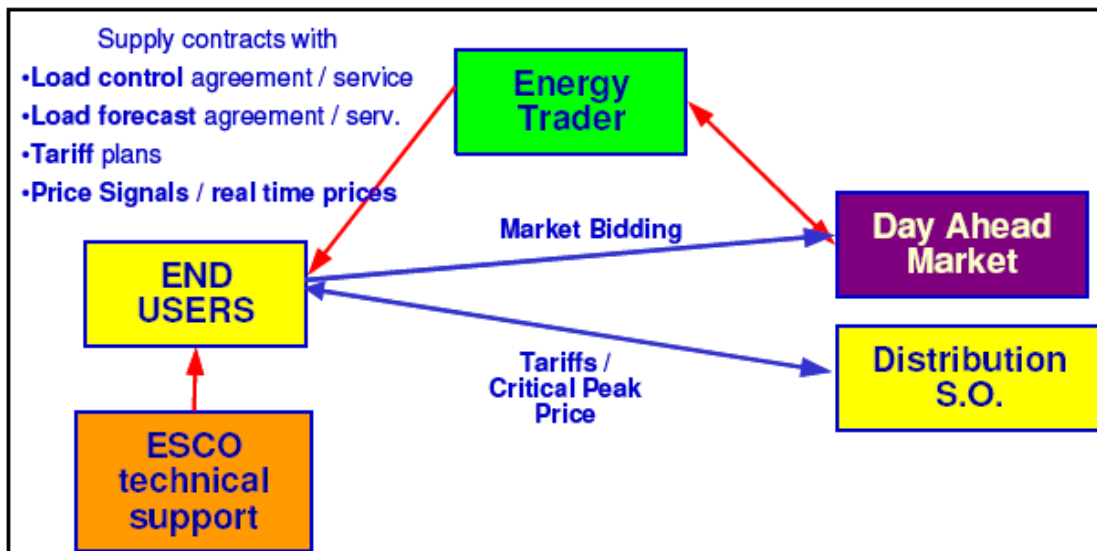 Supply contracts with
•Load control agreement / service
•Load forecast agreement / serv.
•Tariff plans
•Price Signals / real time prices
Energy
Trader
Market Bidding
Day Ahead
Market
END
USERS
Tariffs /
Critical Peak
Price
Distribution
S.O.
ESCO
technical
support